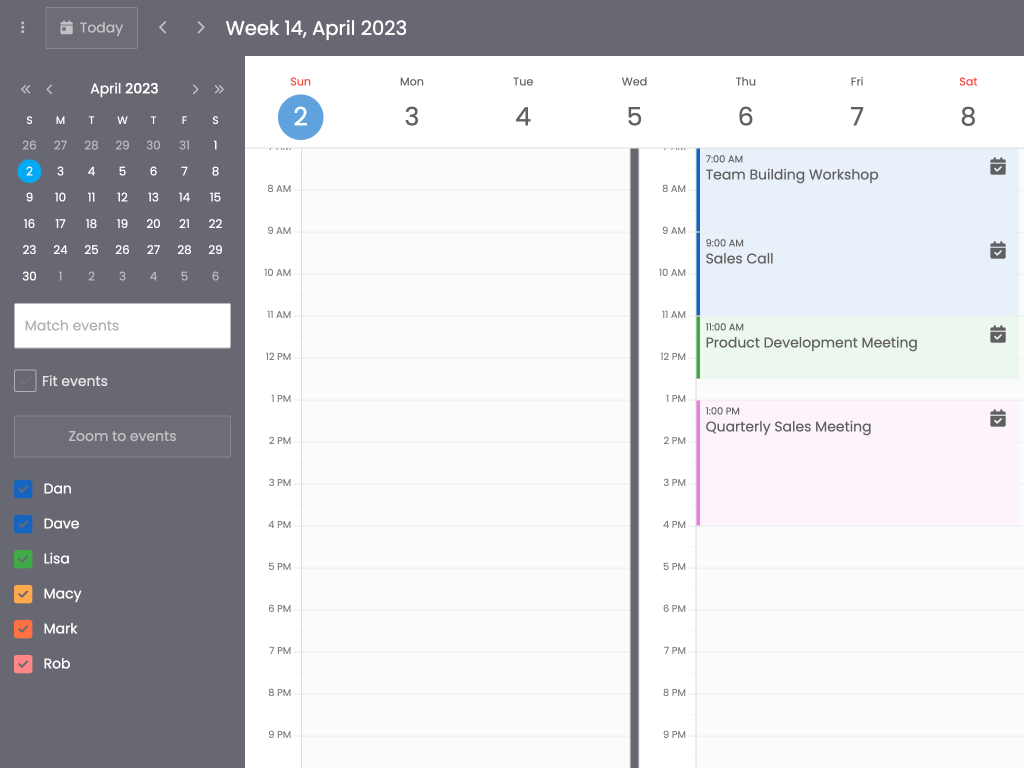 Today
Week 14, April 2023
April 2023
S M T W T F S
26 27 28 29 30 31 1
2 3 4 5 6 7 8
9 10 11 12 13 14 15
16 17 18 19 20 21 22
23 24 25 26 27 28 29
30 1 2 3 4 5 6
Match events
Fit events
Zoom to events
Dan
Dave
Lisa
Macy
Mark
Rob
Sun Mon Tue Wed Thu Fri Sat
2 3 4 5 6 7 8
8 AM
9 AM
10 AM
11 AM
12 PM
1 PM
2 PM
3 PM
4 PM
5 PM
6 PM
7 PM
8 PM
9 PM
8 AM
9 AM
10 AM
11 AM
12 PM
1 PM
2 PM
3 PM
4 PM
5 PM
6 PM
7 PM
8 PM
9 PM
7:00 AM
Team Building Workshop
9:00 AM
Sales Call
11:00 AM
Product Development Meeting
1:00 PM
Quarterly Sales Meeting